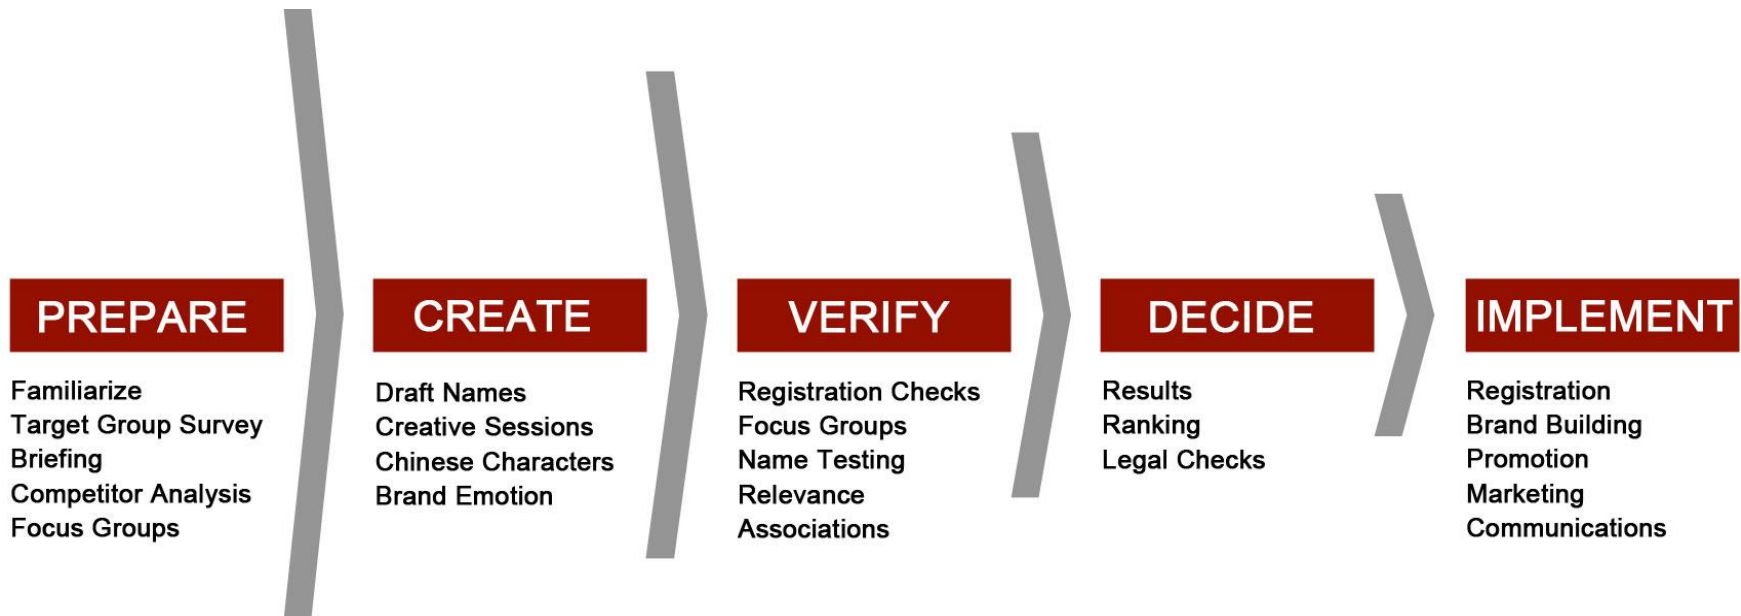 PREPARE
Familiarize
Target Group Survey
Briefing
Competitor Analysis
Focus Groups
CREATE
Draft Names
Creative Sessions
Chinese Characters
Brand Emotion
VERIFY
Registration Checks
Focus Groups
Name Testing
Relevance
Associations
DECIDE
Results
Ranking
Legal Checks
IMPLEMENT
Registration
Brand Building
Promotion
Marketing
Communications